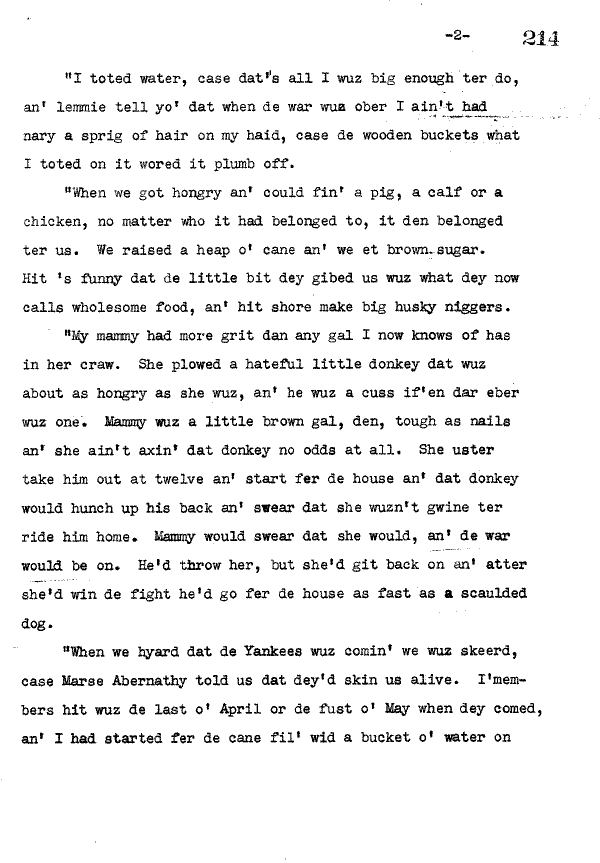 -2- 214
"I toted water, case dat's all I wuz big enough ter do,
an' lemmie tell yo' dat when de war wuz ober I ain't had
nary a sprig of hair on my haid, case de wooden buckets what
I toted on it wored it plumb off.
"When we got hongry an' could fin' a pig, a calf or a
chicken, no matter who it had belonged to, it den belonged
ter us. We raised a heap o' cane an' we et brown sugar.
Hit 's funny dat de little bit dey gibed us wuz what dey now
calls wholesome food, an' hit shore make big husky niggers.
"My mammy had more grit dan any gal I now knows of has
in her craw. She plowed a hateful little donkey dat wuz
about as hongry as she wuz, an' he wuz a cuss if'en dar eber
wuz one. Mammy wuz a little brown gal, den, tough as nails
an' she ain't axin' dat donkey no odds at all. She uster
take him out at twelve an' start fer de house an' dat donkey
would hunch up his back an' swear dat she wuzn't gwine ter
ride him home. Mammy would swear dat she would, an' de war
would be on. He'd throw her, but she'd git back on an' atter
she'd win de fight he'd go fer de house as fast as a scaulded
dog.
"When we hyard dat de Yankees wuz comin' we wuz skeerd,
case Marse Abernathy told us dat dey'd skin us alive. I'mem-
bers hit wuz de last o' April or de fust o' May when dey comed,
an' I had started fer de cane fil' wid a bucket o' water on